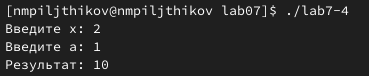 [nmpiljthikov@nmpiljthikov lab07]$ ./lab7-4
Введите x: 2
Введите а: 1
Результат: 10